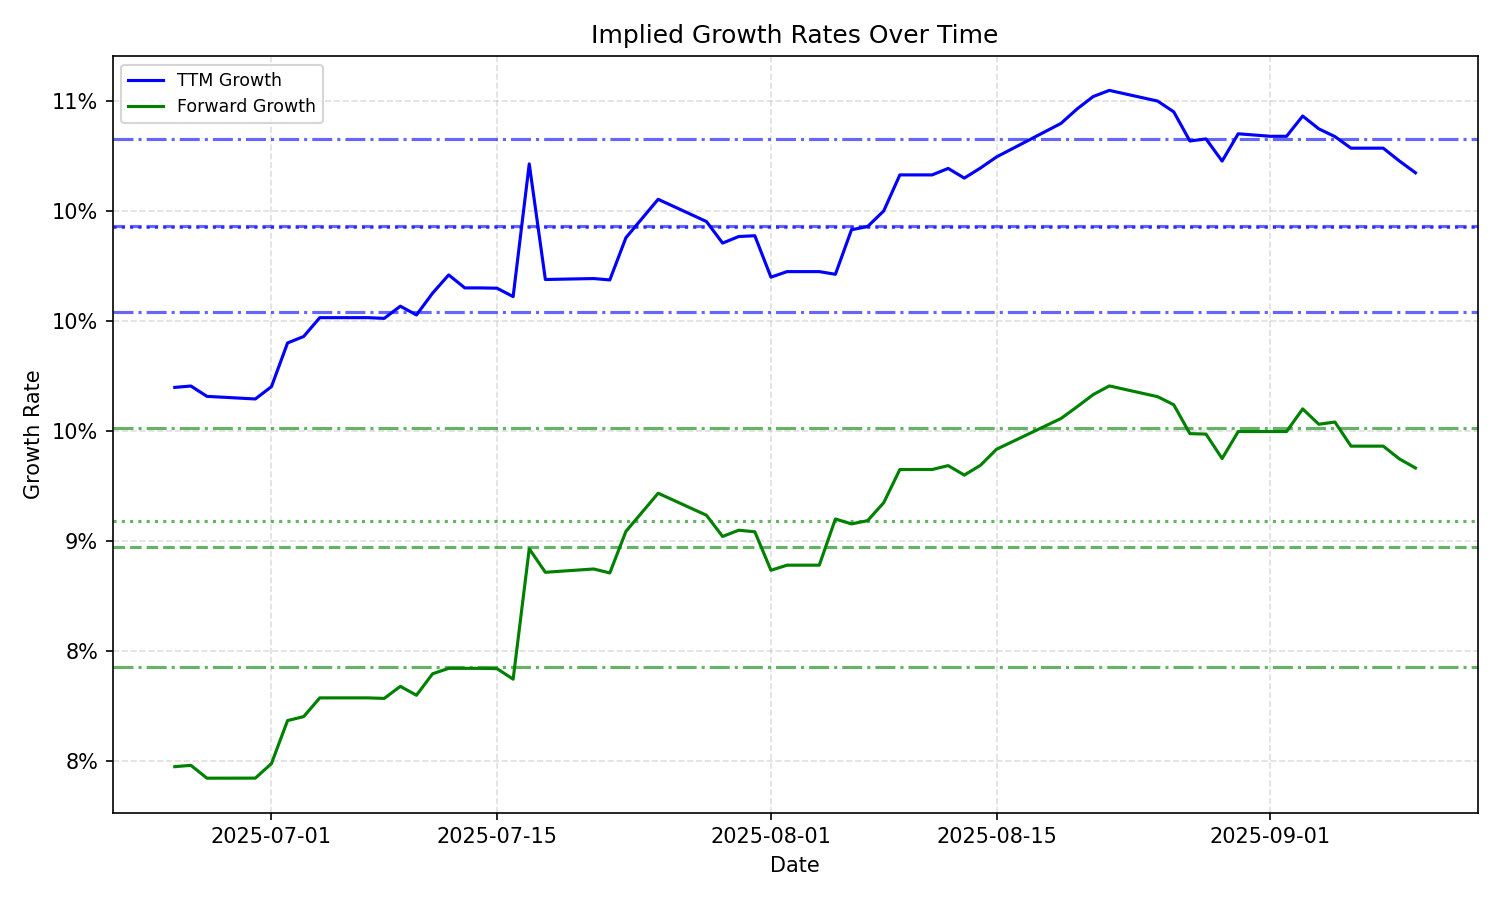 Implied Growth Rates Over Time
TTM Growth
Forward Growth
11%
10%
10%
10%
9%
8%
8%
Growth Rate
2025-07-01
2025-07-15
2025-08-01
2025-08-15
2025-09-01
Date